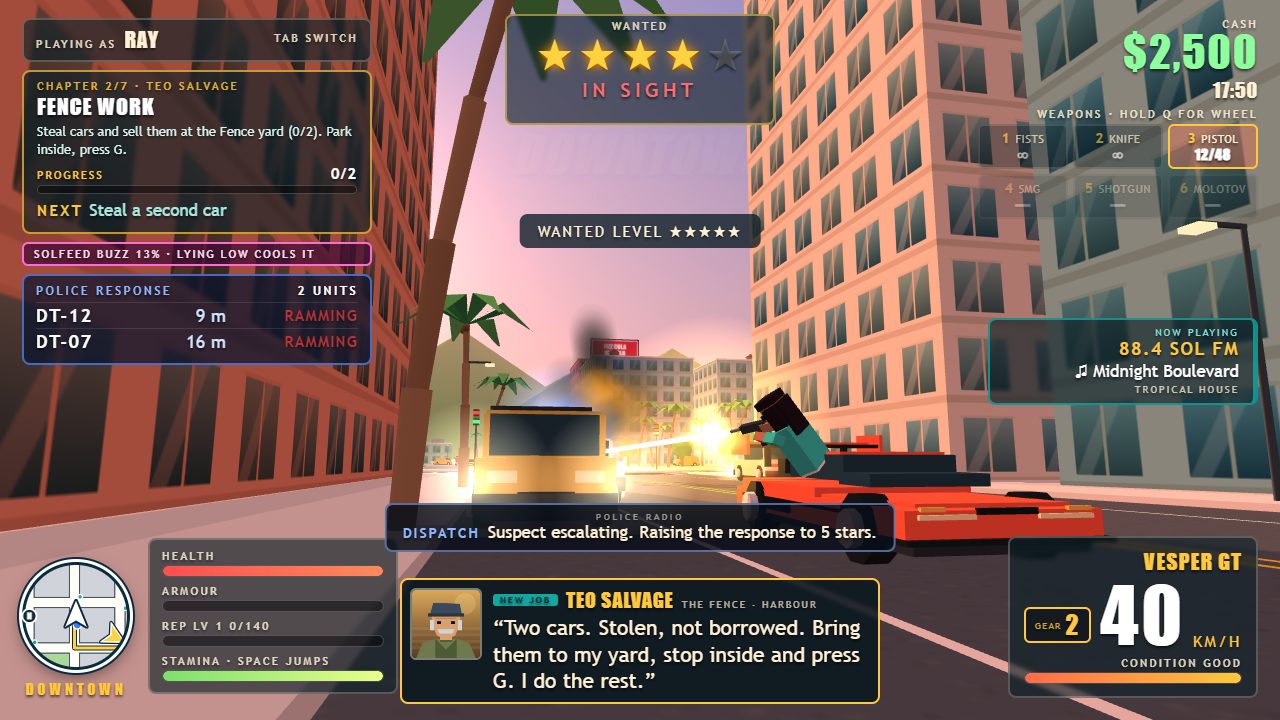 PLAYING AS RAY TAB SWITCH
CHAPTER 2/7 · TEO SALVAGE
FENCE WORK
Steal cars and sell them at the Fence yard (0/2). Park
inside, press G.
PROGRESS 0/2
NEXT Steal a second car
SOLFEED BUZZ 13% · LYING LOW COOLS IT
POLICE RESPONSE 2 UNITS
DT-12 9 m RAMMING
DT-07 16 m RAMMING
WANTED
IN SIGHT
WANTED LEVEL ★★★★★
CASH
$2,500
17:50
WEAPONS · HOLD Q FOR WHEEL
1 FISTS ∞
2 KNIFE ∞
3 PISTOL 12/48
4 SMG —
5 SHOTGUN —
6 MOLOTOV —
NOW PLAYING
88.4 SOL FM
♫ Midnight Boulevard
TROPICAL HOUSE
POLICE RADIO
DISPATCH Suspect escalating. Raising the response to 5 stars.
NEW JOB TEO SALVAGE THE FENCE · HARBOUR
“Two cars. Stolen, not borrowed. Bring
them to my yard, stop inside and press
G. I do the rest.”
HEALTH
ARMOUR
REP LV 1 0/140
STAMINA · SPACE JUMPS
DOWNTOWN
VESPER GT
GEAR 2 40 KM/H
CONDITION GOOD